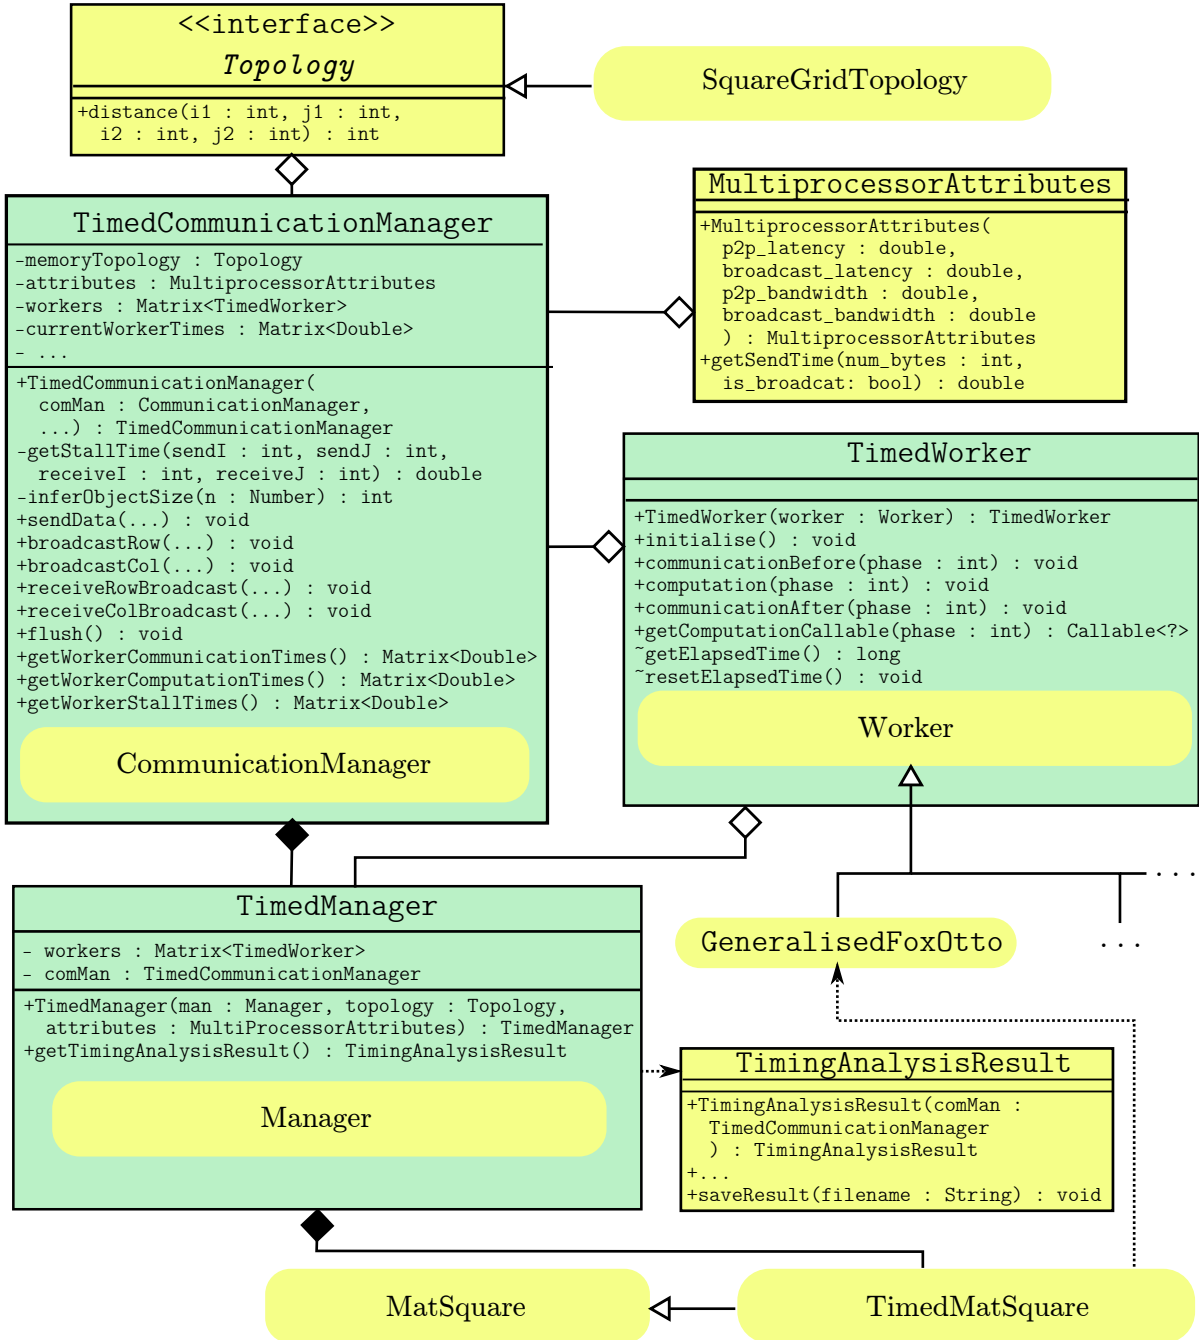 <<interface>>
Topology
+distance(i1 : int, j1 : int,
i2 : int, j2 : int) : int
SquareGridTopology
TimedCommunicationManager
-memoryTopology : Topology
-attributes : MultiprocessorAttributes
-workers : Matrix<TimedWorker>
-currentWorkerTimes : Matrix<Double>
- ...
+TimedCommunicationManager(
comMan : CommunicationManager,
...) : TimedCommunicationManager
-getStallTime(sendI : int, sendJ : int,
receiveI : int, receiveJ : int) : double
-inferObjectSize(n : Number) : int
+sendData(...) : void
+broadcastRow(...) : void
+broadcastCol(...) : void
+receiveRowBroadcast(...) : void
+receiveColBroadcast(...) : void
+flush() : void
+getWorkerCommunicationTimes() : Matrix<Double>
+getWorkerComputationTimes() : Matrix<Double>
+getWorkerStallTimes() : Matrix<Double>
CommunicationManager
MultiprocessorAttributes
+MultiprocessorAttributes(
p2p_latency : double,
broadcast_latency : double,
p2p_bandwidth : double,
broadcast_bandwidth : double
) : MultiprocessorAttributes
+getSendTime(num_bytes : int,
is_broadcat: bool) : double
TimedWorker
+TimedWorker(worker : Worker) : TimedWorker
+initialise() : void
+communicationBefore(phase : int) : void
+computation(phase : int) : void
+communicationAfter(phase : int) : void
+getComputationCallable(phase : int) : Callable<?>
~getElapsedTime() : long
~resetElapsedTime() : void
Worker
...
...
GeneralisedFoxOtto
TimedManager
- workers : Matrix<TimedWorker>
- comMan : TimedCommunicationManager
+TimedManager(man : Manager, topology : Topology,
attributes : MultiProcessorAttributes) : TimedManager
+getTimingAnalysisResult() : TimingAnalysisResult
Manager
TimingAnalysisResult
+TimingAnalysisResult(comMan :
TimedCommunicationManager
) : TimingAnalysisResult
+...
+saveResult(filename : String) : void
MatSquare
TimedMatSquare